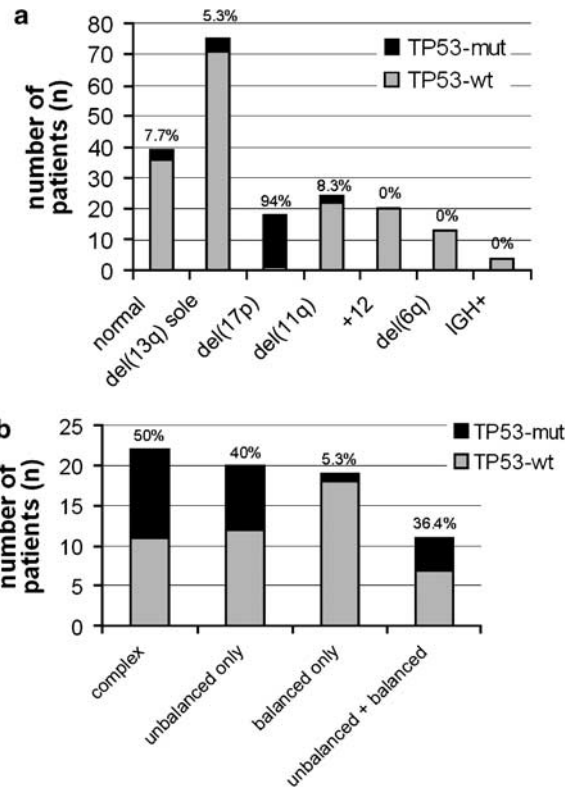 a
number of
patients (n)
80
70
60
50
40
30
20
10
0
TP53-mut
TP53-wt
7.7%
5.3%
94%
8.3%
0%
0%
0%
normal
del(13q) sole
del(17p)
del(11q)
+12
del(6q)
IGH+
b
number of
patients (n)
25
20
15
10
5
0
TP53-mut
TP53-wt
50%
40%
5.3%
36.4%
complex
unbalanced only
balanced only
unbalanced + balanced